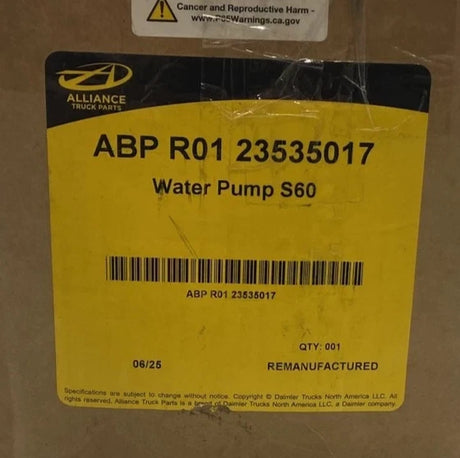 Cancer and Reproductive Harm -
www.P65Warnings.ca.gov
ALLIANCE
TRUCK PARTS
ABP R01 23535017
Water Pump S60
ABP R01 23535017
QTY: 001
06/25
REMANUFACTURED
Specifications are subject to change without notice. Copyright © Daimler Trucks North America LLC. All
rights reserved. Alliance Truck Parts is a brand of Daimler Trucks North America LLC, a Daimler company.